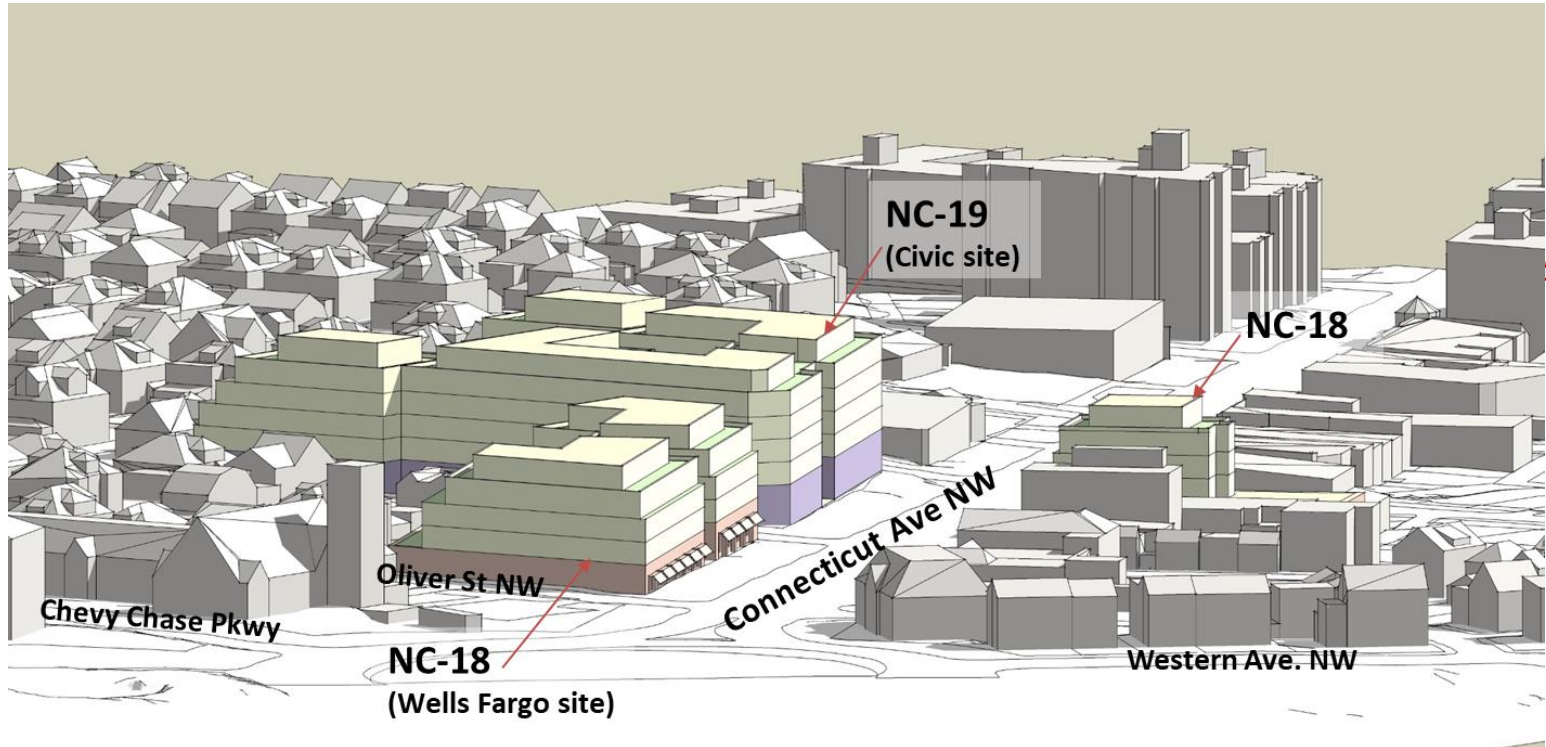 NC-19
(Civic site)
NC-18
Connecticut Ave NW
Oliver St NW
Chevy Chase Pkwy
NC-18
(Wells Fargo site)
Western Ave. NW